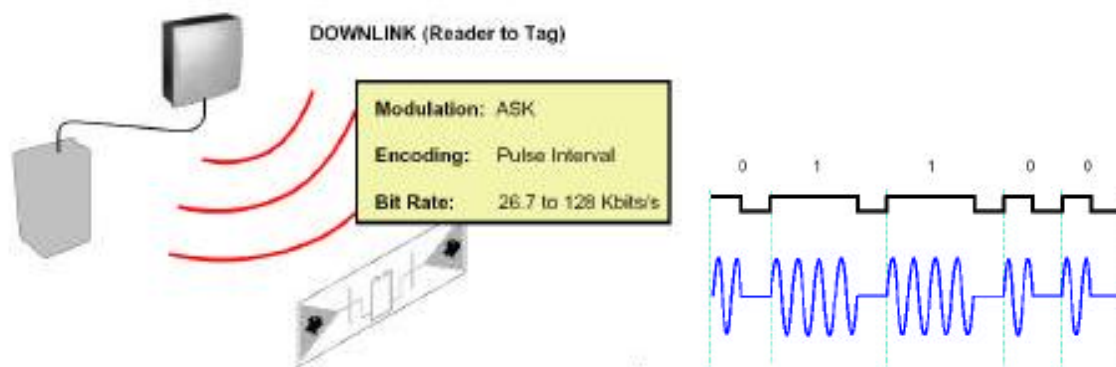 DOWNLINK (Reader to Tag)
Modulation: ASK
Encoding: Pulse Interval
Bit Rate: 26.7 to 128 Kbits/s
0 1 1 0 0